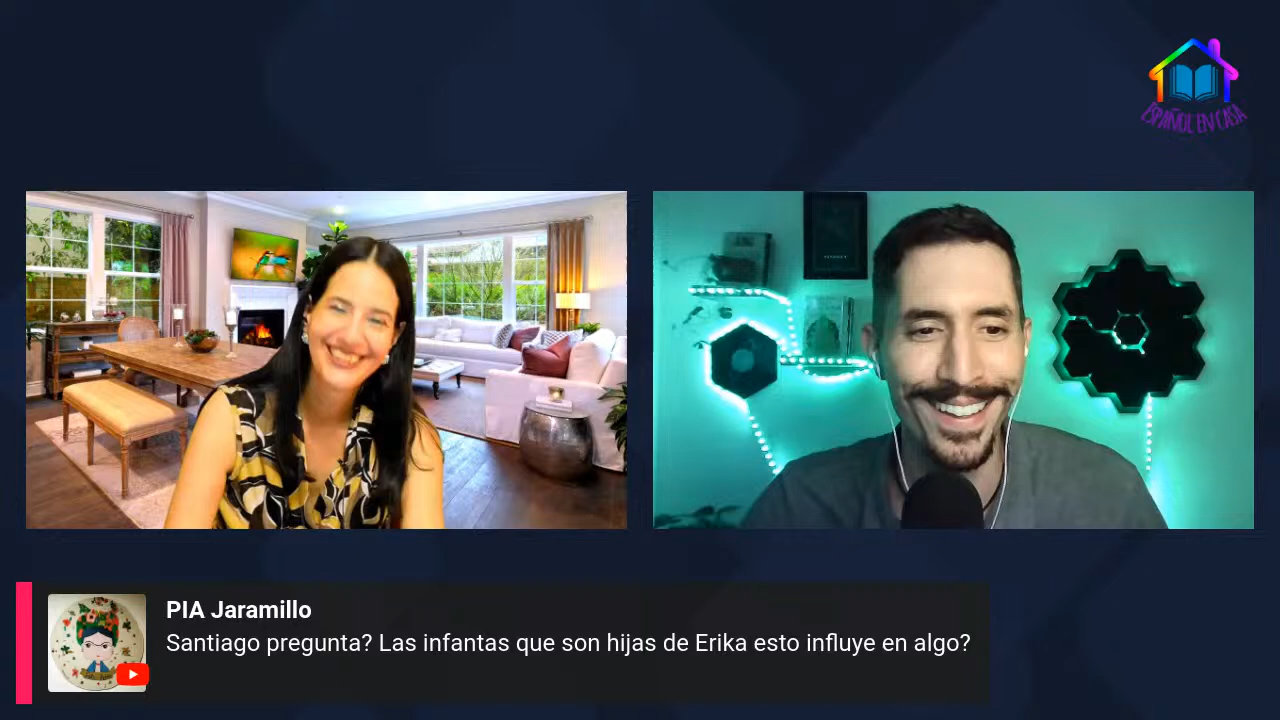 ESPAÑOL EN CASA
PIA Jaramillo
Santiago pregunta? Las infantas que son hijas de Erika esto influye en algo?